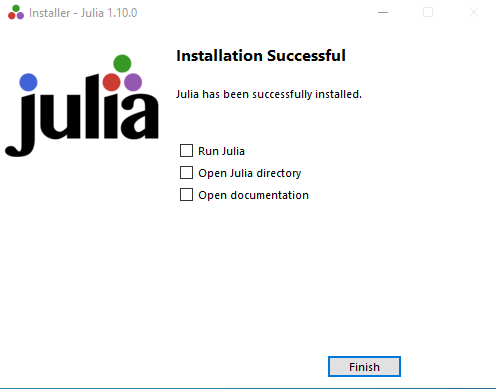 Installer - Julia 1.10.0
Installation Successful
julia
Julia has been successfully installed.
Run Julia
Open Julia directory
Open documentation
Finish